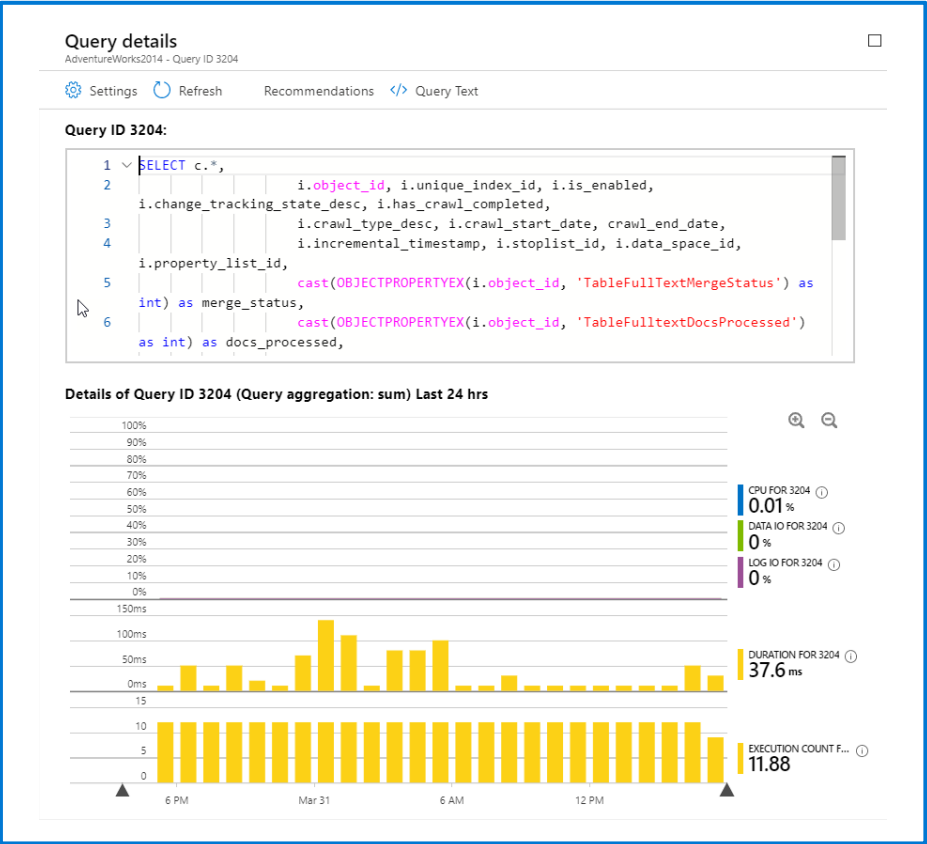 Query details
AdventureWorks2014 - Query ID 3204
Settings Refresh Recommendations </> Query Text
Query ID 3204:
1 SELECT c.*,
2 i.object_id, i.unique_index_id, i.is_enabled,
i.change_tracking_state_desc, i.has_crawl_completed,
3 i.crawl_type_desc, i.crawl_start_date, crawl_end_date,
4 i.incremental_timestamp, i.stoplist_id, i.data_space_id,
i.property_list_id,
5 cast(OBJECTPROPERTYEX(i.object_id, 'TableFullTextMergeStatus') as
int) as merge_status,
6 cast(OBJECTPROPERTYEX(i.object_id, 'TableFulltextDocsProcessed')
as int) as docs_processed,
Details of Query ID 3204 (Query aggregation: sum) Last 24 hrs
100%
90%
80%
70%
60%
50%
40%
30%
20%
10%
0%
CPU FOR 3204
0.01 %
DATA IO FOR 3204
0 %
LOG IO FOR 3204
0 %
150ms
100ms
50ms
0ms
DURATION FOR 3204
37.6 ms
15
10
5
0
EXECUTION COUNT F...
11.88
6 PM Mar 31 6 AM 12 PM